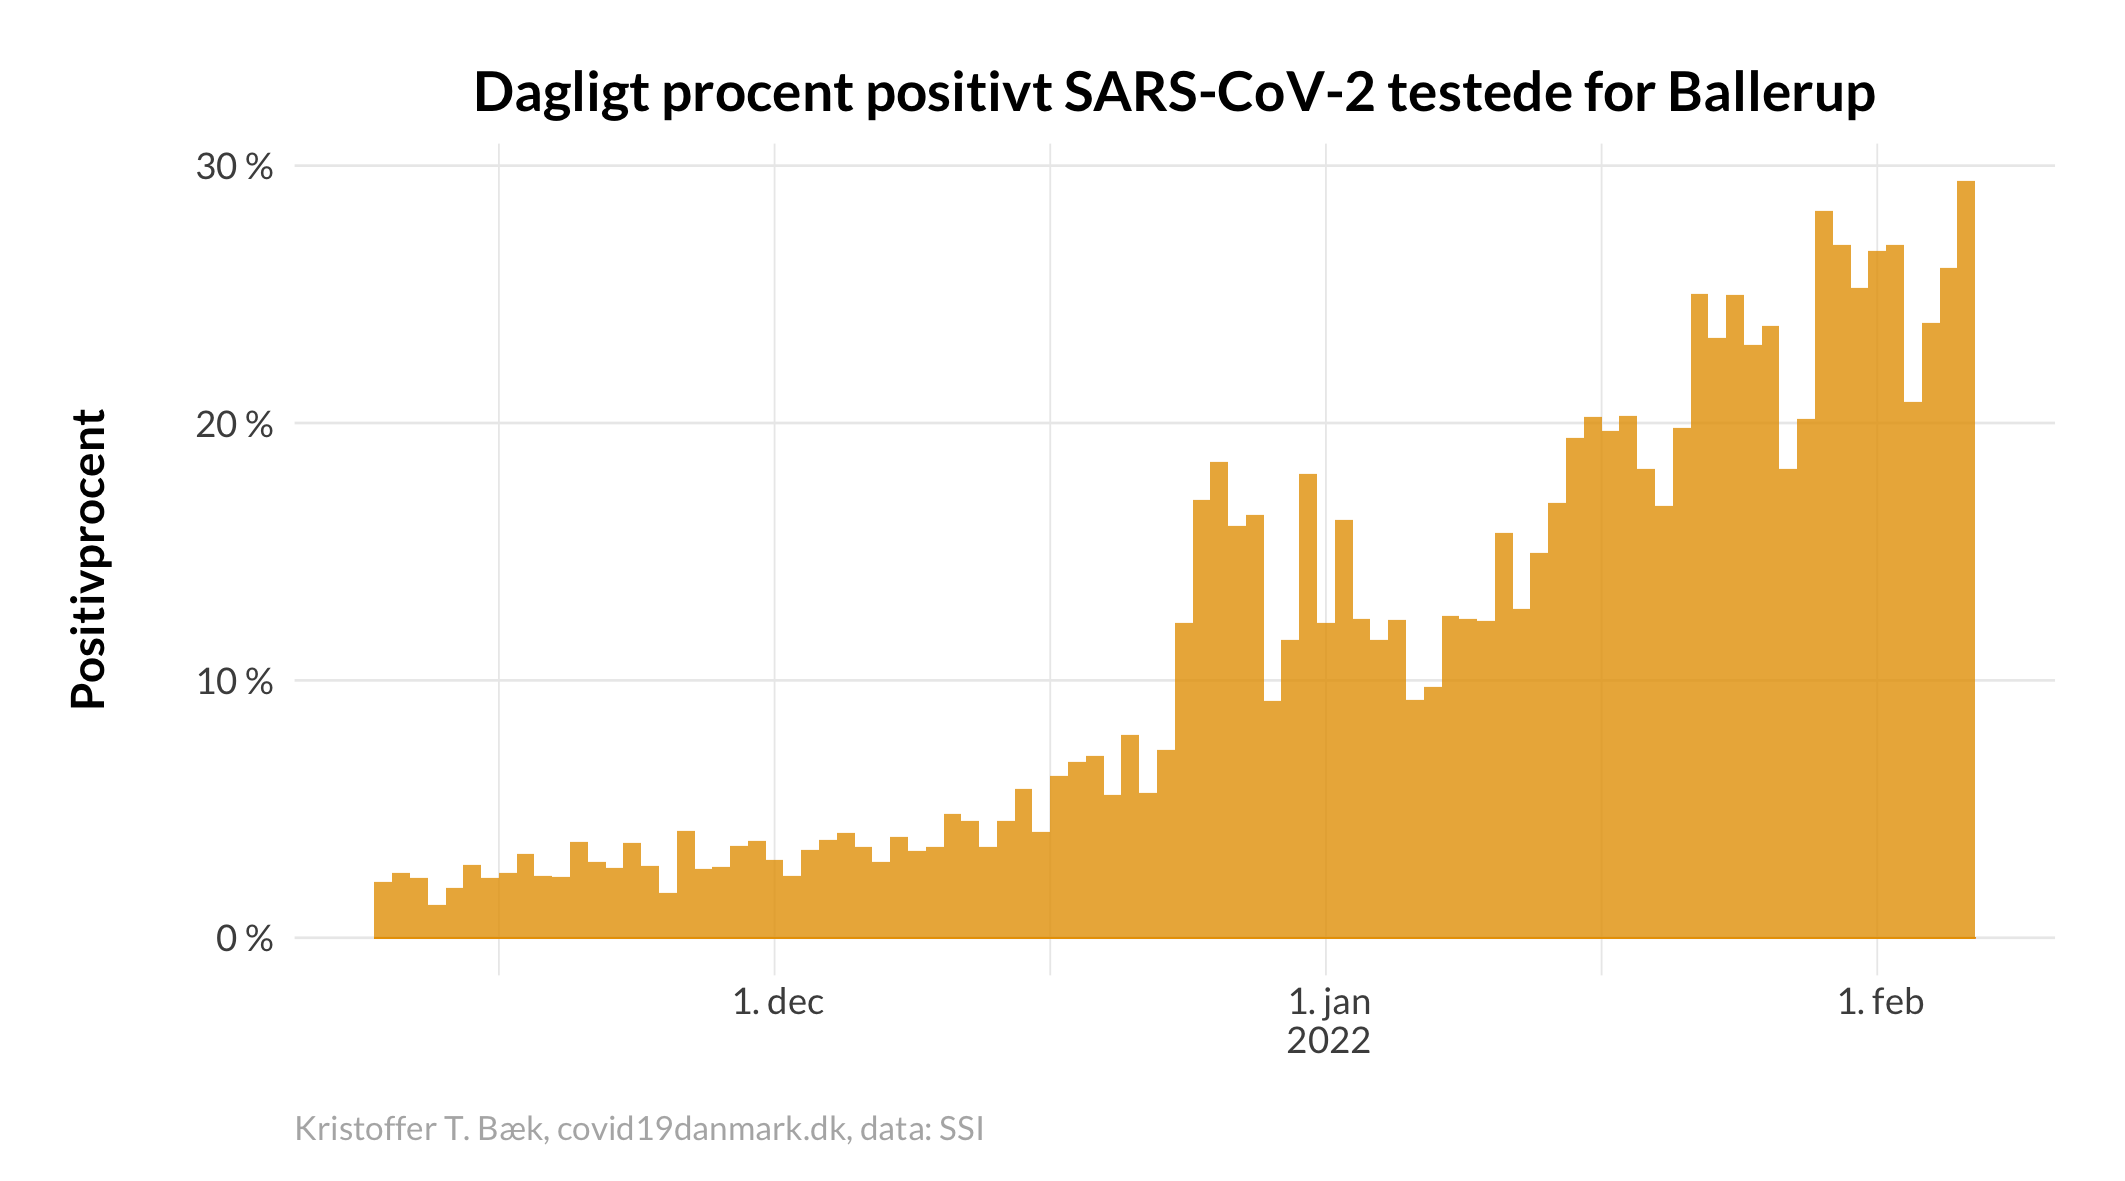 Dagligt procent positivt SARS-CoV-2 testede for Ballerup
Positivprocent
30 %
20 %
10 %
0 %
1. dec
1. jan
2022
1. feb
Kristoffer T. Bæk, covid19danmark.dk, data: SSI